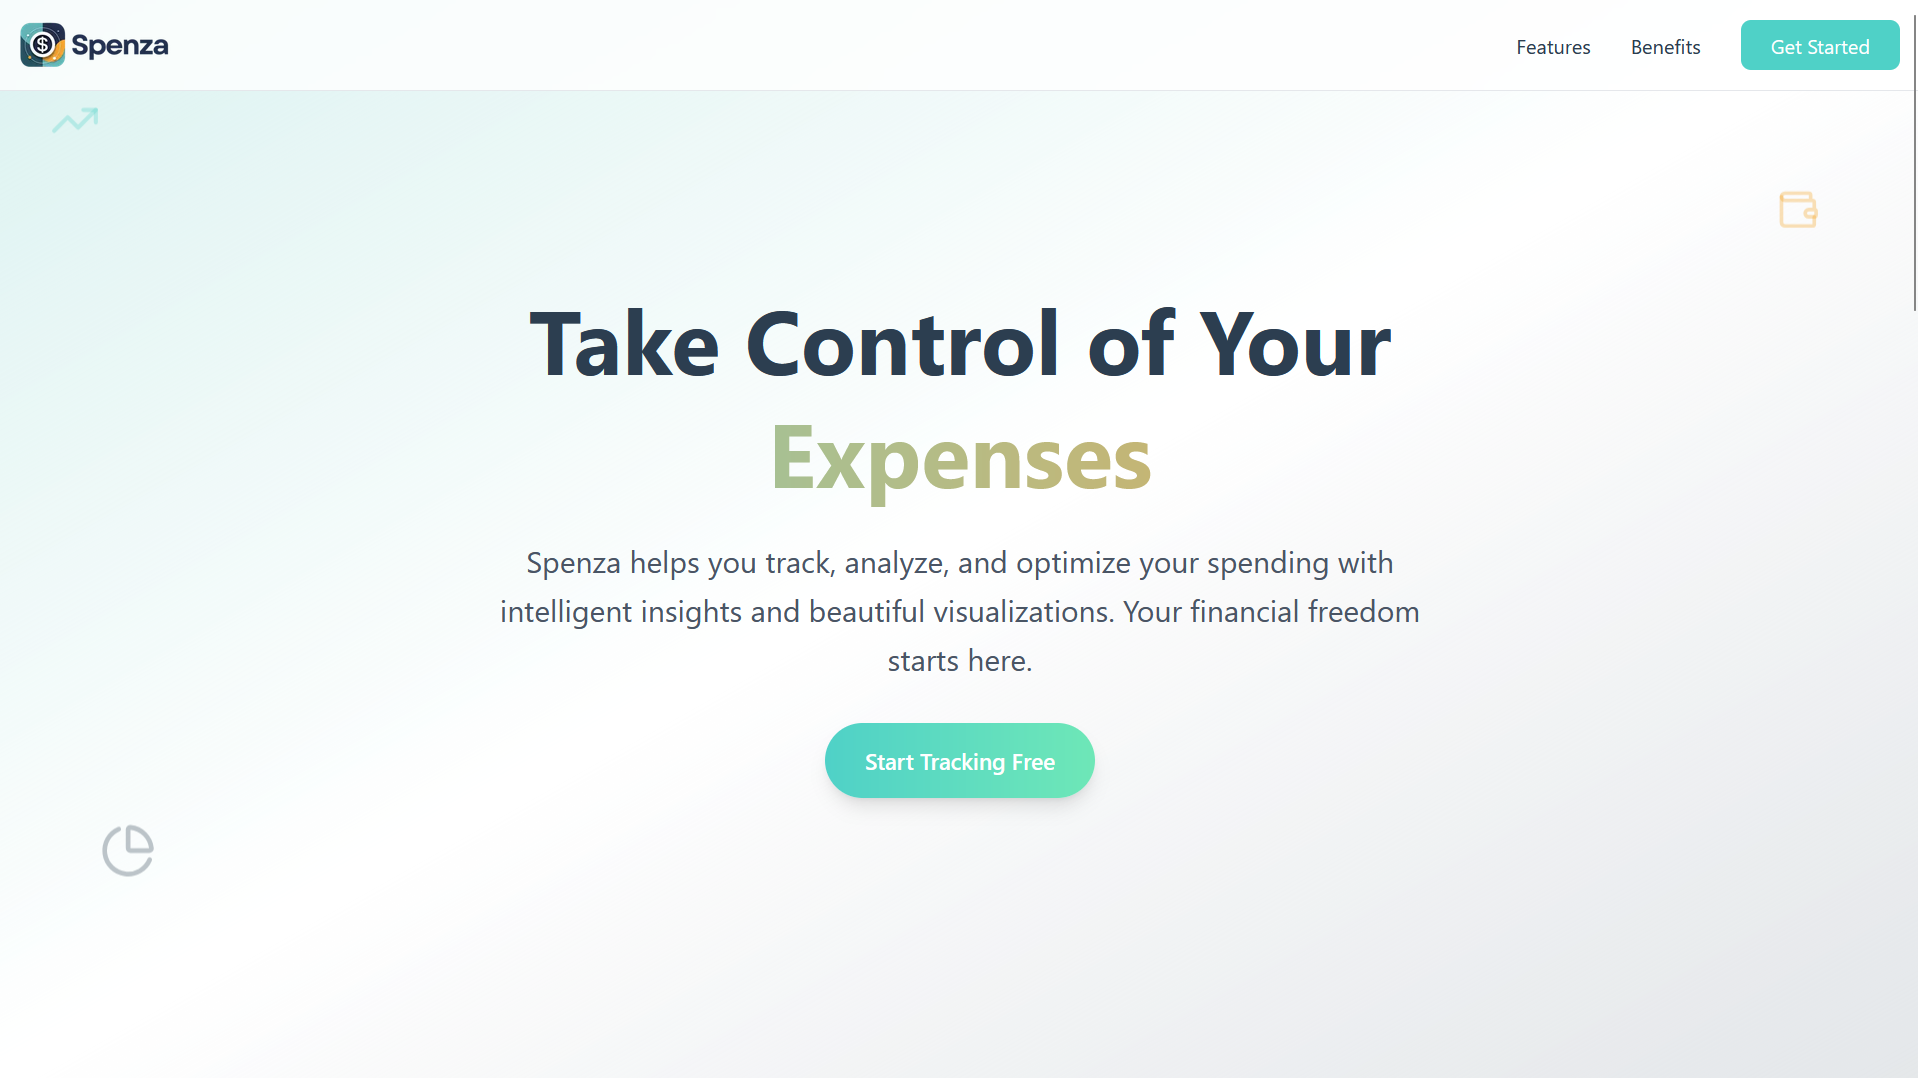 Spenza
Features
Benefits
Get Started
Take Control of Your
Expenses
Spenza helps you track, analyze, and optimize your spending with
intelligent insights and beautiful visualizations. Your financial freedom
starts here.
Start Tracking Free